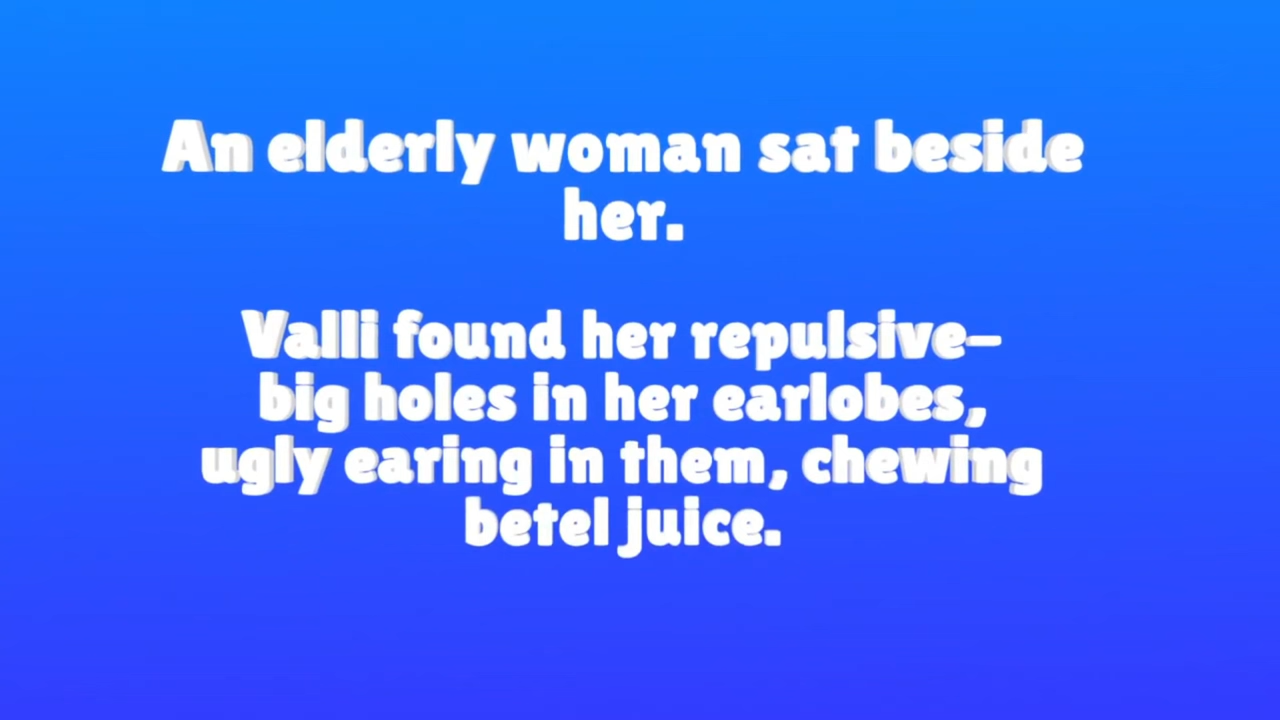 An elderly woman sat beside
her.
Valli found her repulsive–
big holes in her earlobes,
ugly earing in them, chewing
betel juice.